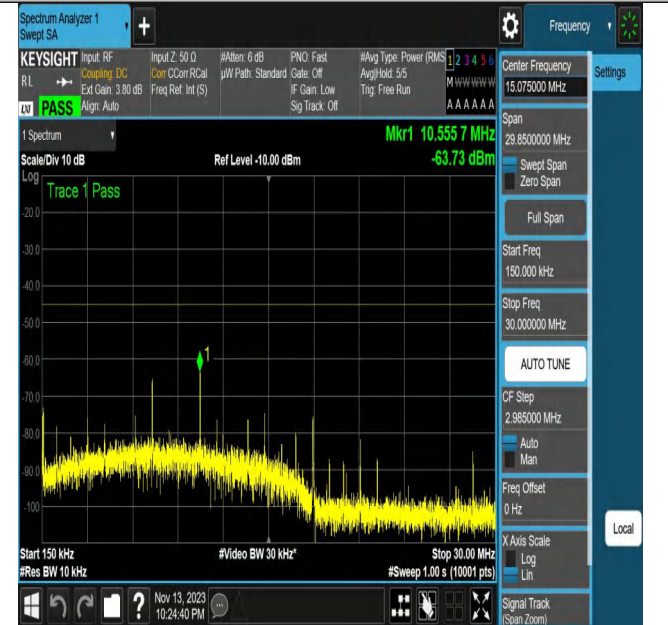 Spectrum Analyzer 1
Swept SA
+
Frequency
KEYSIGHT
RL
LXI PASS
Input: RF
Coupling: DC
Ext Gain: 3.80 dB
Align: Auto
Input Z: 50 Ω
Corr CCorr RCal
Freq Ref: Int (S)
#Atten: 6 dB
µW Path: Standard
PNO: Fast
Gate: Off
IF Gain: Low
Sig Track: Off
#Avg Type: Power (RMS
Avg|Hold: 5/5
Trig: Free Run
1 2 3 4 5 6
M W W W W W
A A A A A A
1 Spectrum
Scale/Div 10 dB
Ref Level -10.00 dBm
Mkr1 10.555 7 MHz
-63.73 dBm
Log
Trace 1 Pass
-20.0
-30.0
-40.0
-50.0
1
-60.0
-70.0
-80.0
-90.0
-100
Start 150 kHz
#Video BW 30 kHz*
Stop 30.00 MHz
#Res BW 10 kHz
#Sweep 1.00 s (10001 pts)
Nov 13, 2023
10:24:40 PM
?
Center Frequency
15.075000 MHz
Settings
Span
29.8500000 MHz
Swept Span
Zero Span
Full Span
Start Freq
150.000 kHz
Stop Freq
30.000000 MHz
AUTO TUNE
CF Step
2.985000 MHz
Auto
Man
Freq Offset
0 Hz
Local
X Axis Scale
Log
Lin
Signal Track
(Span Zoom)